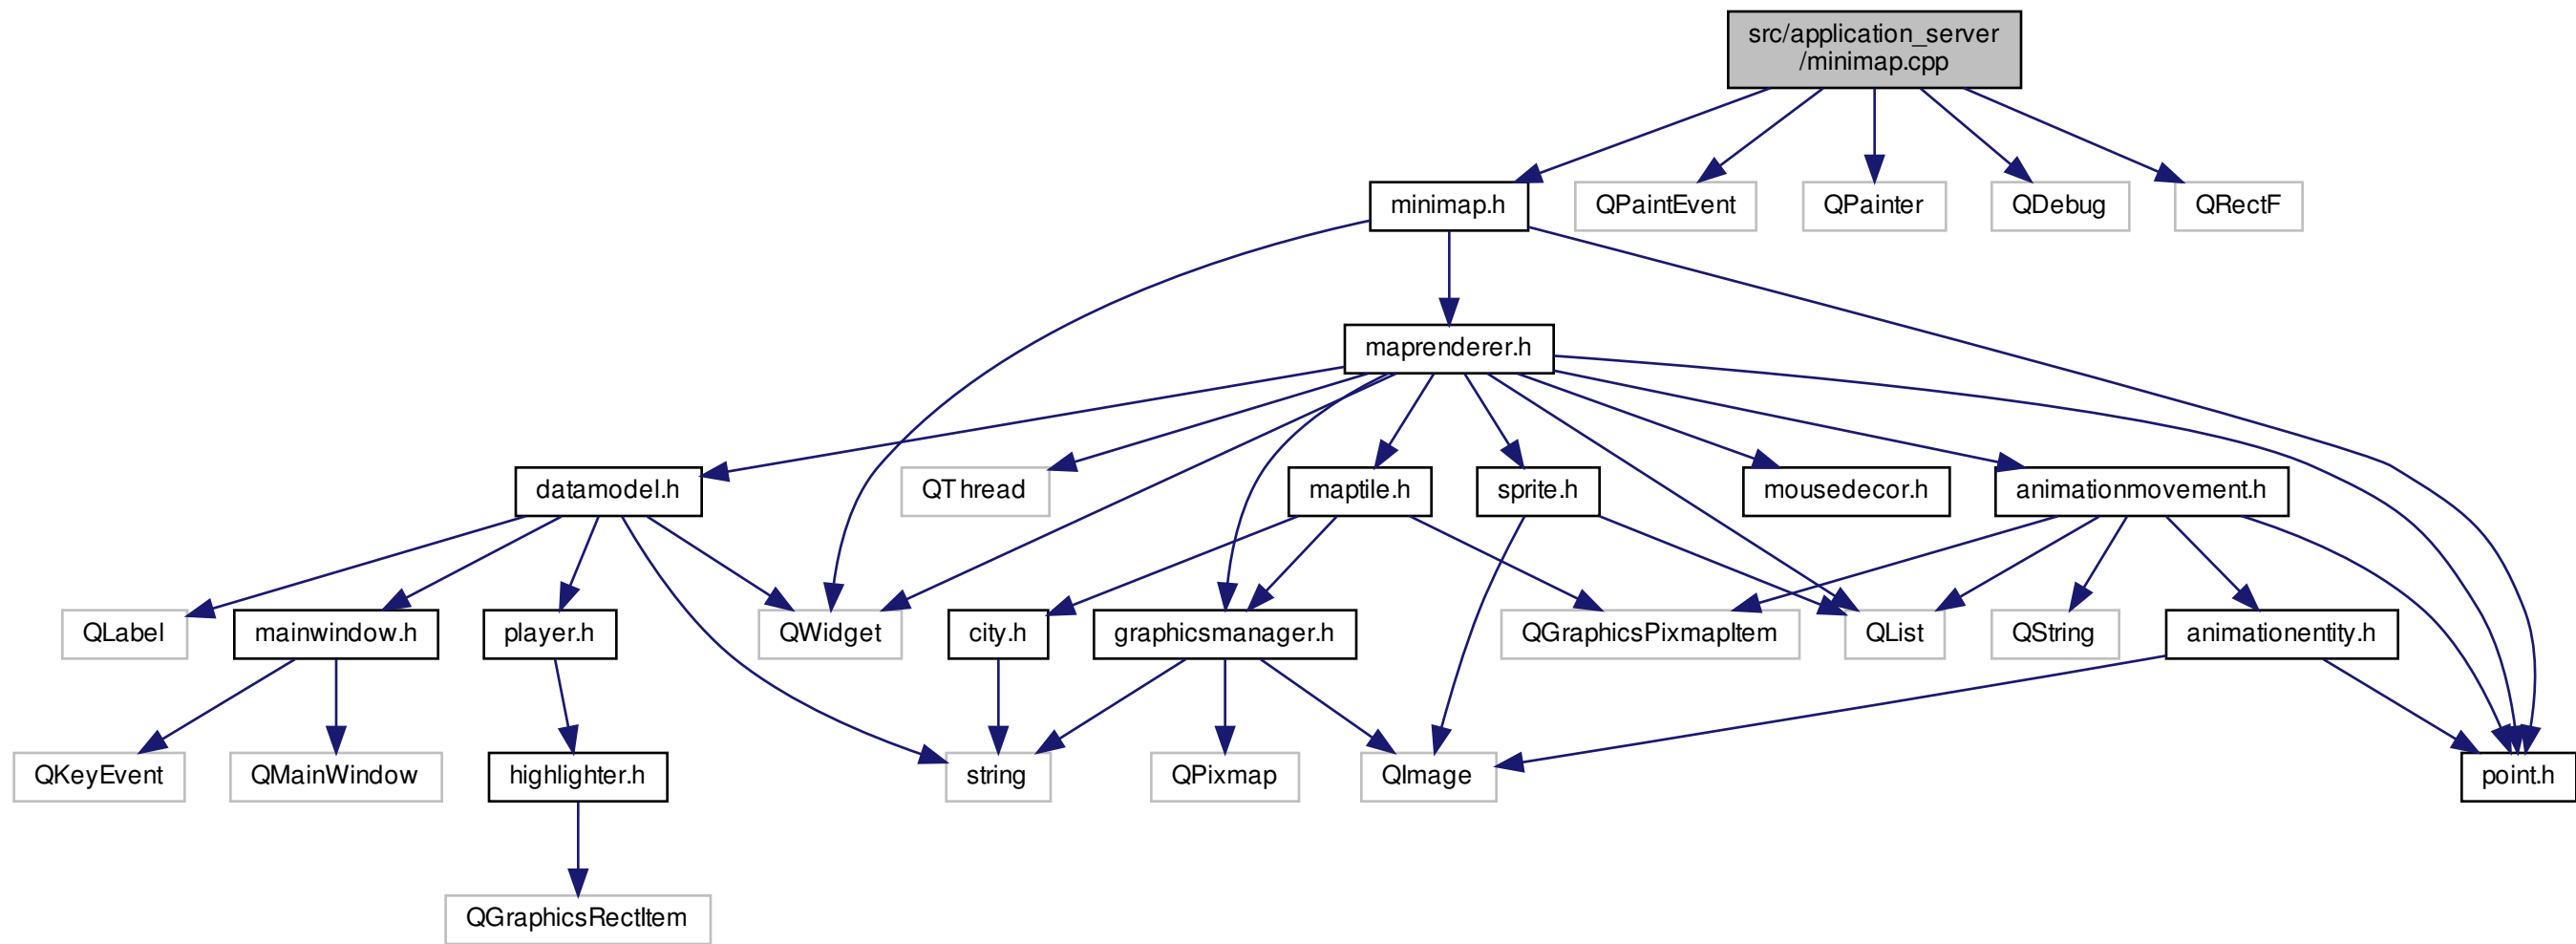 src/application_server
/minimap.cpp
minimap.h
QPaintEvent
QPainter
QDebug
QRectF
maprenderer.h
datamodel.h
QThread
maptile.h
sprite.h
mousedecor.h
animationmovement.h
QLabel
mainwindow.h
player.h
QWidget
city.h
graphicsmanager.h
QGraphicsPixmapItem
QList
QString
animationentity.h
QKeyEvent
QMainWindow
highlighter.h
string
QPixmap
QImage
point.h
QGraphicsRectItem